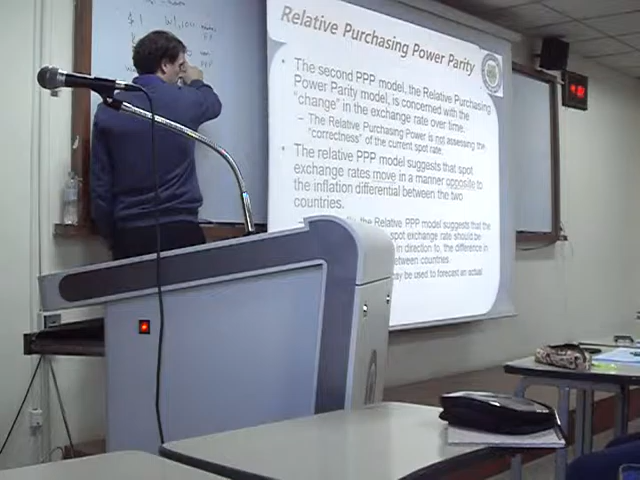 $1 W1,100
Relative Purchasing Power Parity
• The second PPP model, the Relative Purchasing
Power Parity model, is concerned with the
"change" in the exchange rate over time.
– The Relative Purchasing Power is not assessing the
"correctness" of the current spot rate.
• The relative PPP model suggests that spot
exchange rates move in a manner opposite to
the inflation differential between the two
countries.
the Relative PPP model suggests that the
spot exchange rate should be
in direction to, the difference in
between countries.
may be used to forecast an actual